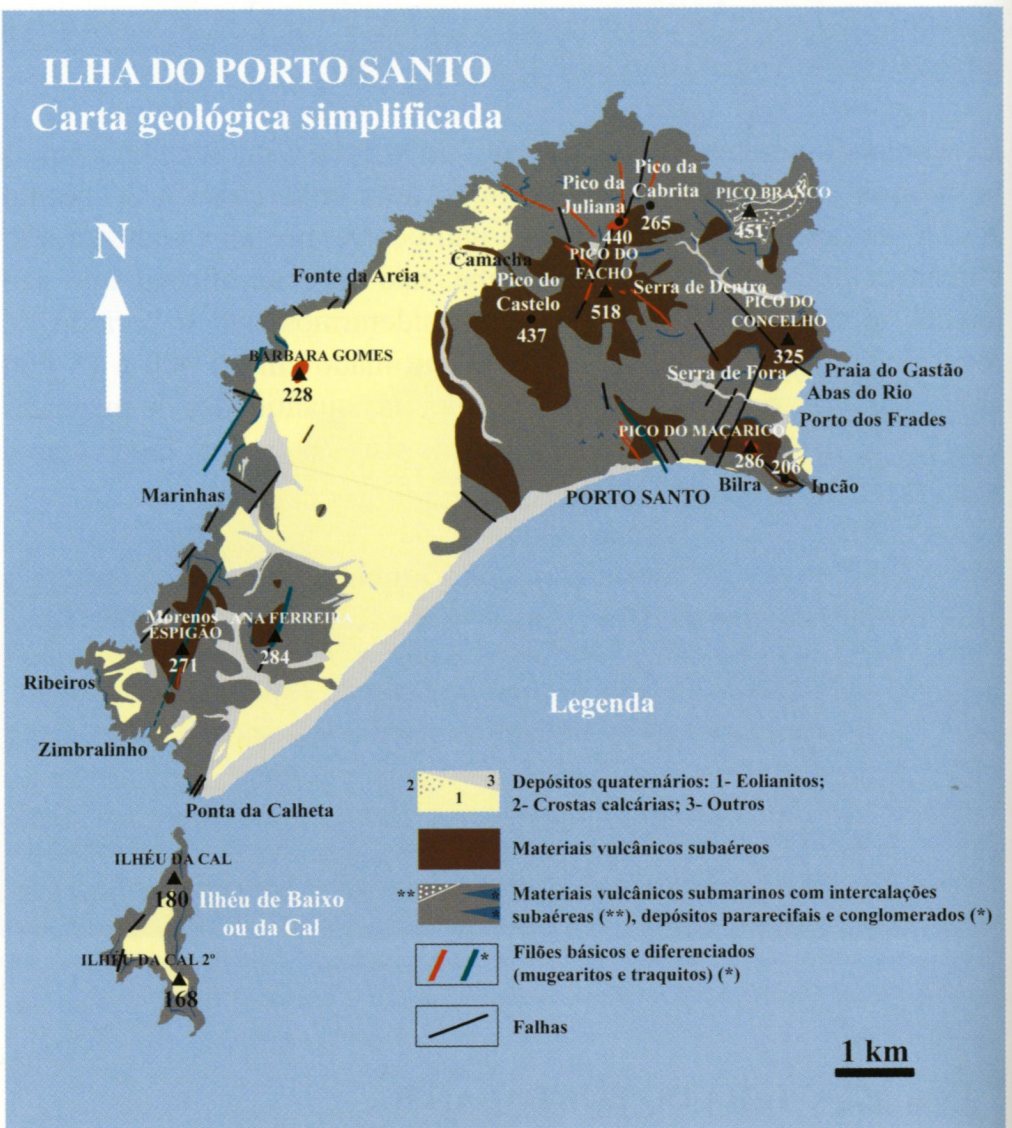 ILHA DO PORTO SANTO
Carta geológica simplificada
N
Pico da
Cabrita
265
Pico da
Juliana
440
PICO BRANCO
451
PICO DO
FACHO
518
Camacha
Fonte da Areia
Pico do
Castelo
437
Serra de Dentro
PICO DO
CONCELHO
325
BÁRBARA GOMES
228
Serra de Fora
Praia do Gastão
Abas do Rio
Porto dos Frades
PICO DO MAÇARICO
286
206
Bilra
Incão
PORTO SANTO
Marinhas
Morenos
ESPIGÃO
271
ANA FERREIRA
284
Ribeiros
Zimbralinho
Ponta da Calheta
ILHÉU DA CAL
180
Ilhéu de Baixo
ou da Cal
ILHÉU DA CAL 2º
168
Legenda
2
1
3
Depósitos quaternários: 1- Eolianitos;
2- Crostas calcárias; 3- Outros
Materiais vulcânicos subaéreos
**
*
*
Materiais vulcânicos submarinos com intercalações
subaéreas (**), depósitos pararecifais e conglomerados (*)
*
Filões básicos e diferenciados
(mugearitos e traquitos) (*)
Falhas
1 km